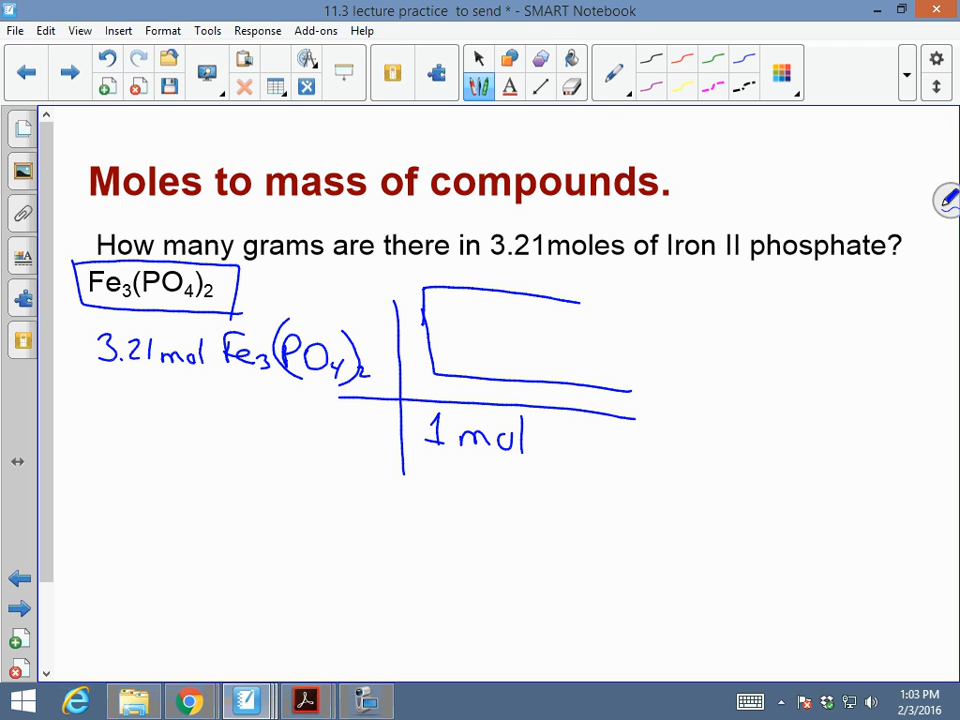 11.3 lecture practice to send * - SMART Notebook
File Edit View Insert Format Tools Response Add-ons Help
Moles to mass of compounds.
How many grams are there in 3.21moles of Iron II phosphate?
Fe₃(PO₄)₂
3.21 mol Fe₃(PO₄)₂
1 mol
1:03 PM
2/3/2016